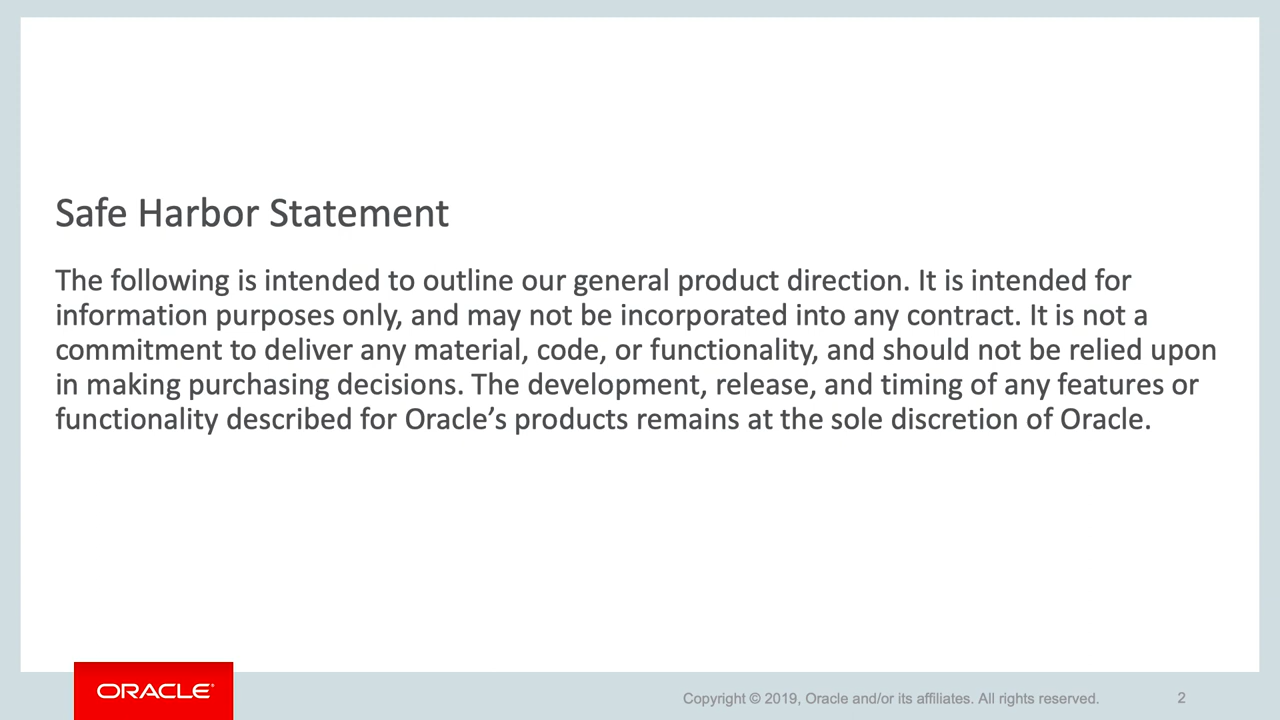 Safe Harbor Statement
The following is intended to outline our general product direction. It is intended for
information purposes only, and may not be incorporated into any contract. It is not a
commitment to deliver any material, code, or functionality, and should not be relied upon
in making purchasing decisions. The development, release, and timing of any features or
functionality described for Oracle’s products remains at the sole discretion of Oracle.
ORACLE®
Copyright © 2019, Oracle and/or its affiliates. All rights reserved. 2